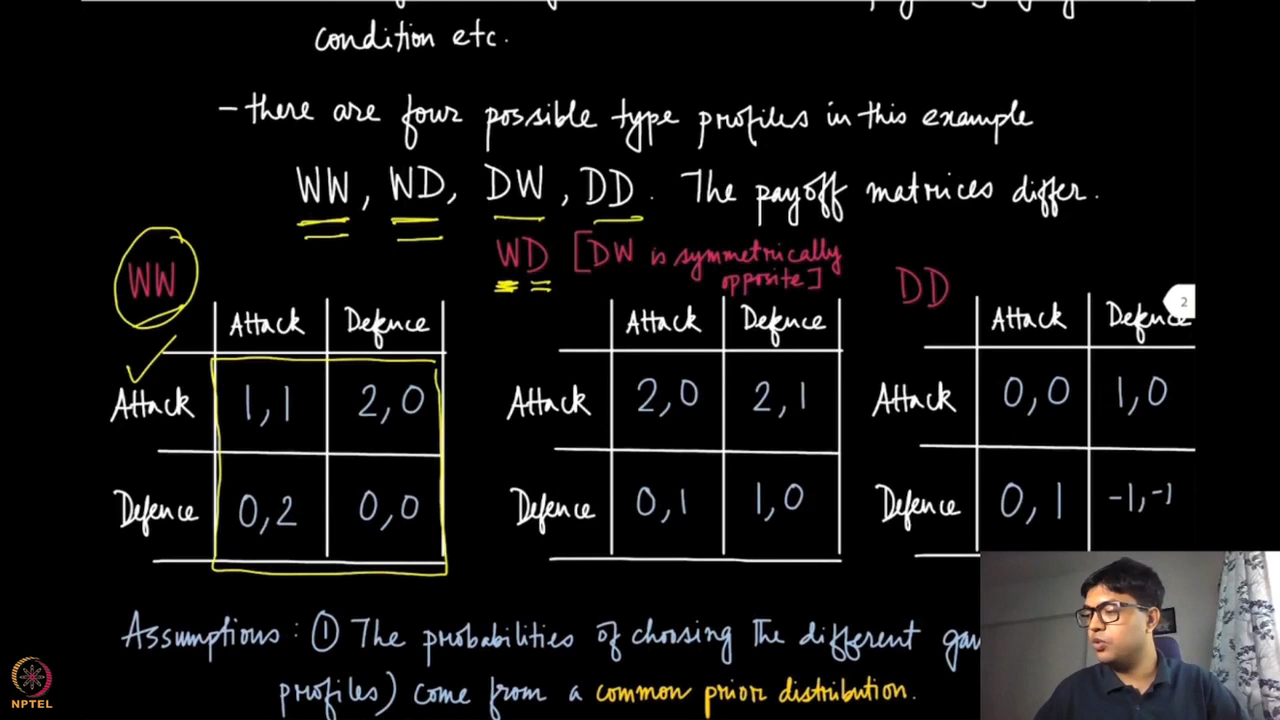 condition etc.
- there are four possible type profiles in this example
WW, WD, DW, DD. The payoff matrices differ.
WW
WD [DW is symmetrically
opposite]
DD
2
Attack Defence
Attack 1,1 2,0
Defence 0,2 0,0
Attack Defence
Attack 2,0 2,1
Defence 0,1 1,0
Attack Defence
Attack 0,0 1,0
Defence 0,1 -1,-1
Assumptions: ① The probabilities of choosing the different
profiles) come from a common prior distribution.
NPTEL